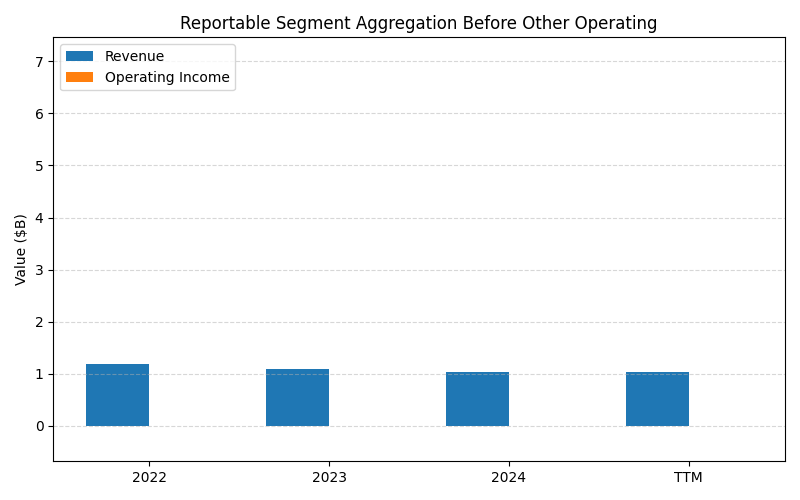 Reportable Segment Aggregation Before Other Operating
Revenue
Operating Income
Value ($B)
7
6
5
4
3
2
1
0
2022 2023 2024 TTM